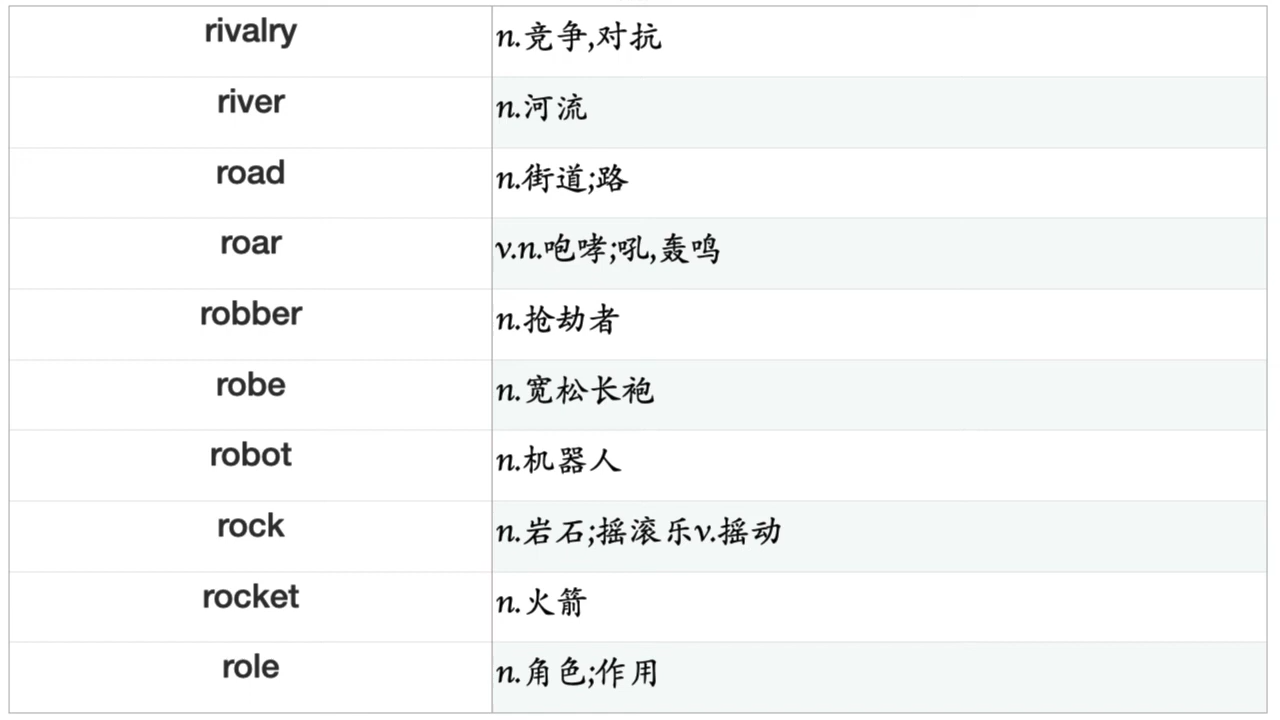 rivalry n.竞争,对抗
river n.河流
road n.街道;路
roar v.n.咆哮;吼,轰鸣
robber n.抢劫者
robe n.宽松长袍
robot n.机器人
rock n.岩石;摇滚乐v.摇动
rocket n.火箭
role n.角色;作用